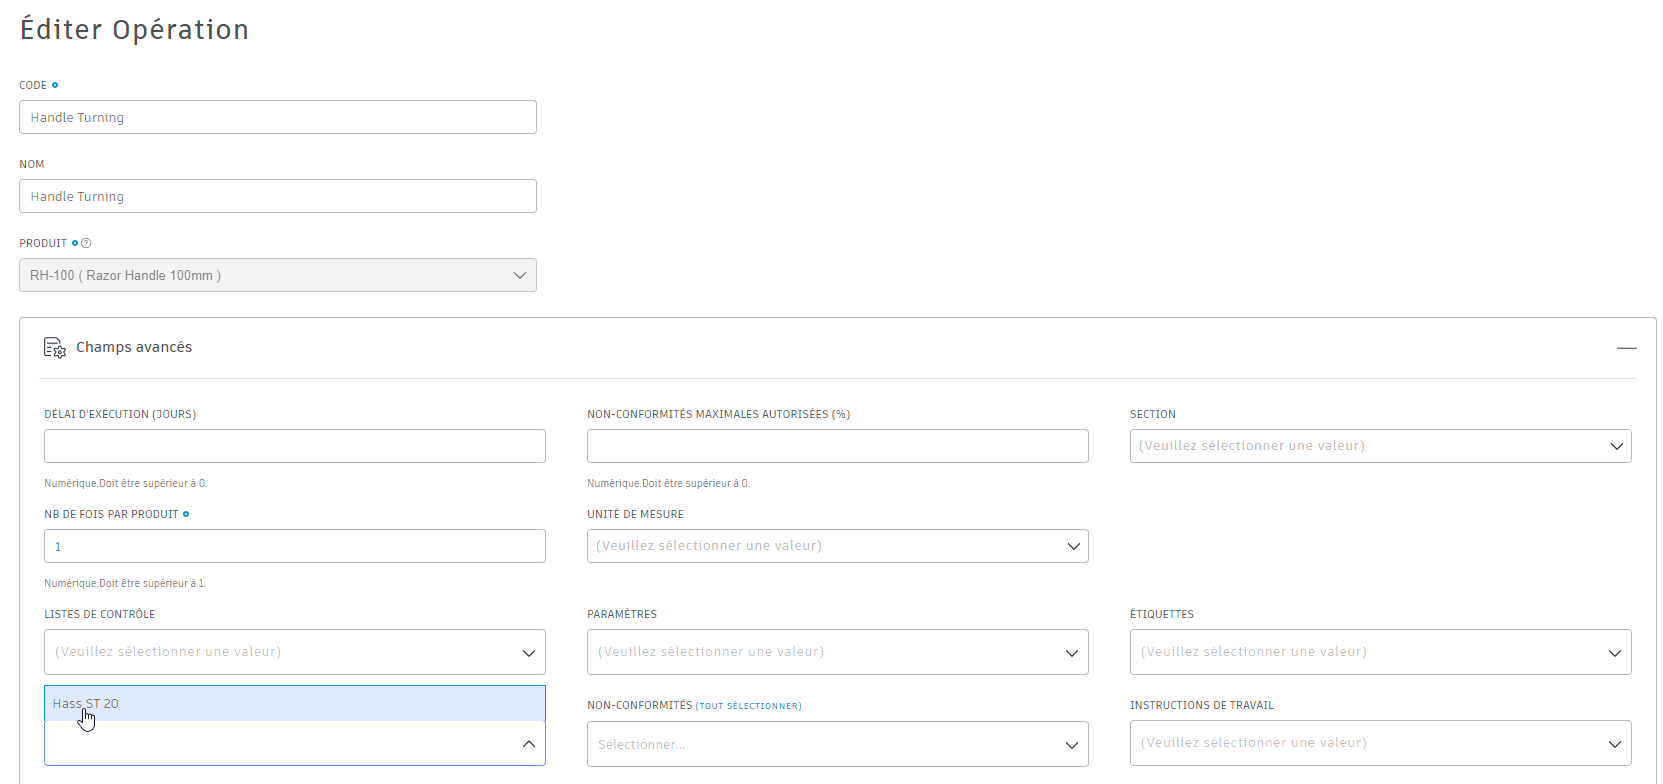 Éditer Opération
CODE
Handle Turning
NOM
Handle Turning
PRODUIT
RH-100 ( Razor Handle 100mm )
Champs avancés
DÉLAI D'EXÉCUTION (JOURS)
NON-CONFORMITÉS MAXIMALES AUTORISÉES (%)
SECTION
(Veuillez sélectionner une valeur)
Numérique.Doit être supérieur à 0.
Numérique.Doit être supérieur à 0.
NB DE FOIS PAR PRODUIT
UNITÉ DE MESURE
1
(Veuillez sélectionner une valeur)
Numérique.Doit être supérieur à 1.
LISTES DE CONTRÔLE
PARAMÈTRES
ÉTIQUETTES
(Veuillez sélectionner une valeur)
(Veuillez sélectionner une valeur)
(Veuillez sélectionner une valeur)
Hass ST 20
NON-CONFORMITÉS (TOUT SÉLECTIONNER)
INSTRUCTIONS DE TRAVAIL
Sélectionner...
(Veuillez sélectionner une valeur)